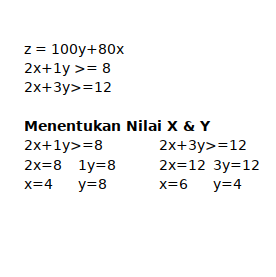 z = 100y+80x
2x+1y >= 8
2x+3y>=12
Menentukan Nilai X & Y
2x+1y>=8 2x+3y>=12
2x=8 1y=8 2x=12 3y=12
x=4 y=8 x=6 y=4